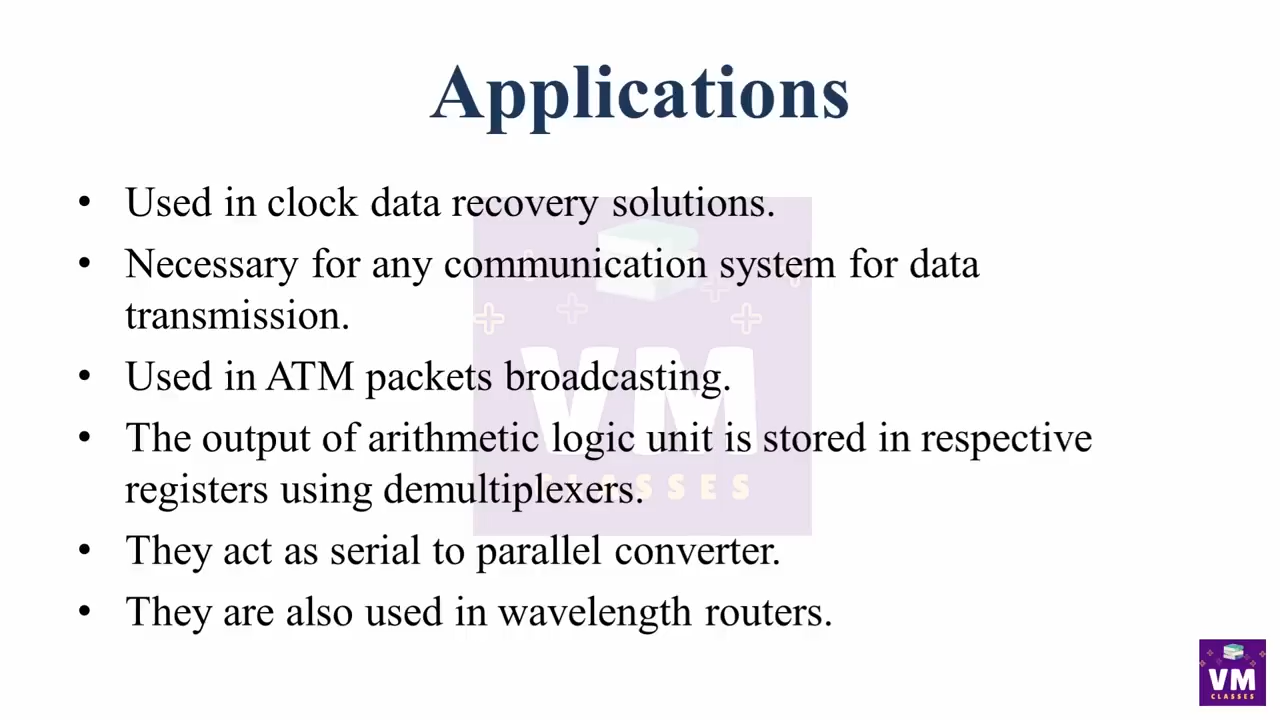 Applications
• Used in clock data recovery solutions.
• Necessary for any communication system for data
transmission.
• Used in ATM packets broadcasting.
• The output of arithmetic logic unit is stored in respective
registers using demultiplexers.
• They act as serial to parallel converter.
• They are also used in wavelength routers.
VM
CLASSES
VM
CLASSES